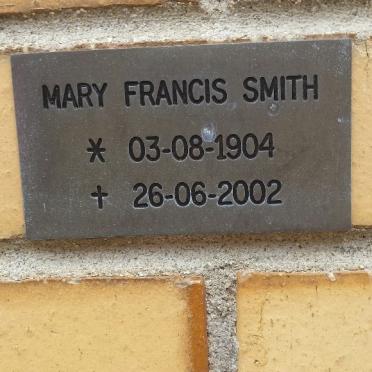 MARY FRANCIS SMITH
* 03-08-1904
✝ 26-06-2002